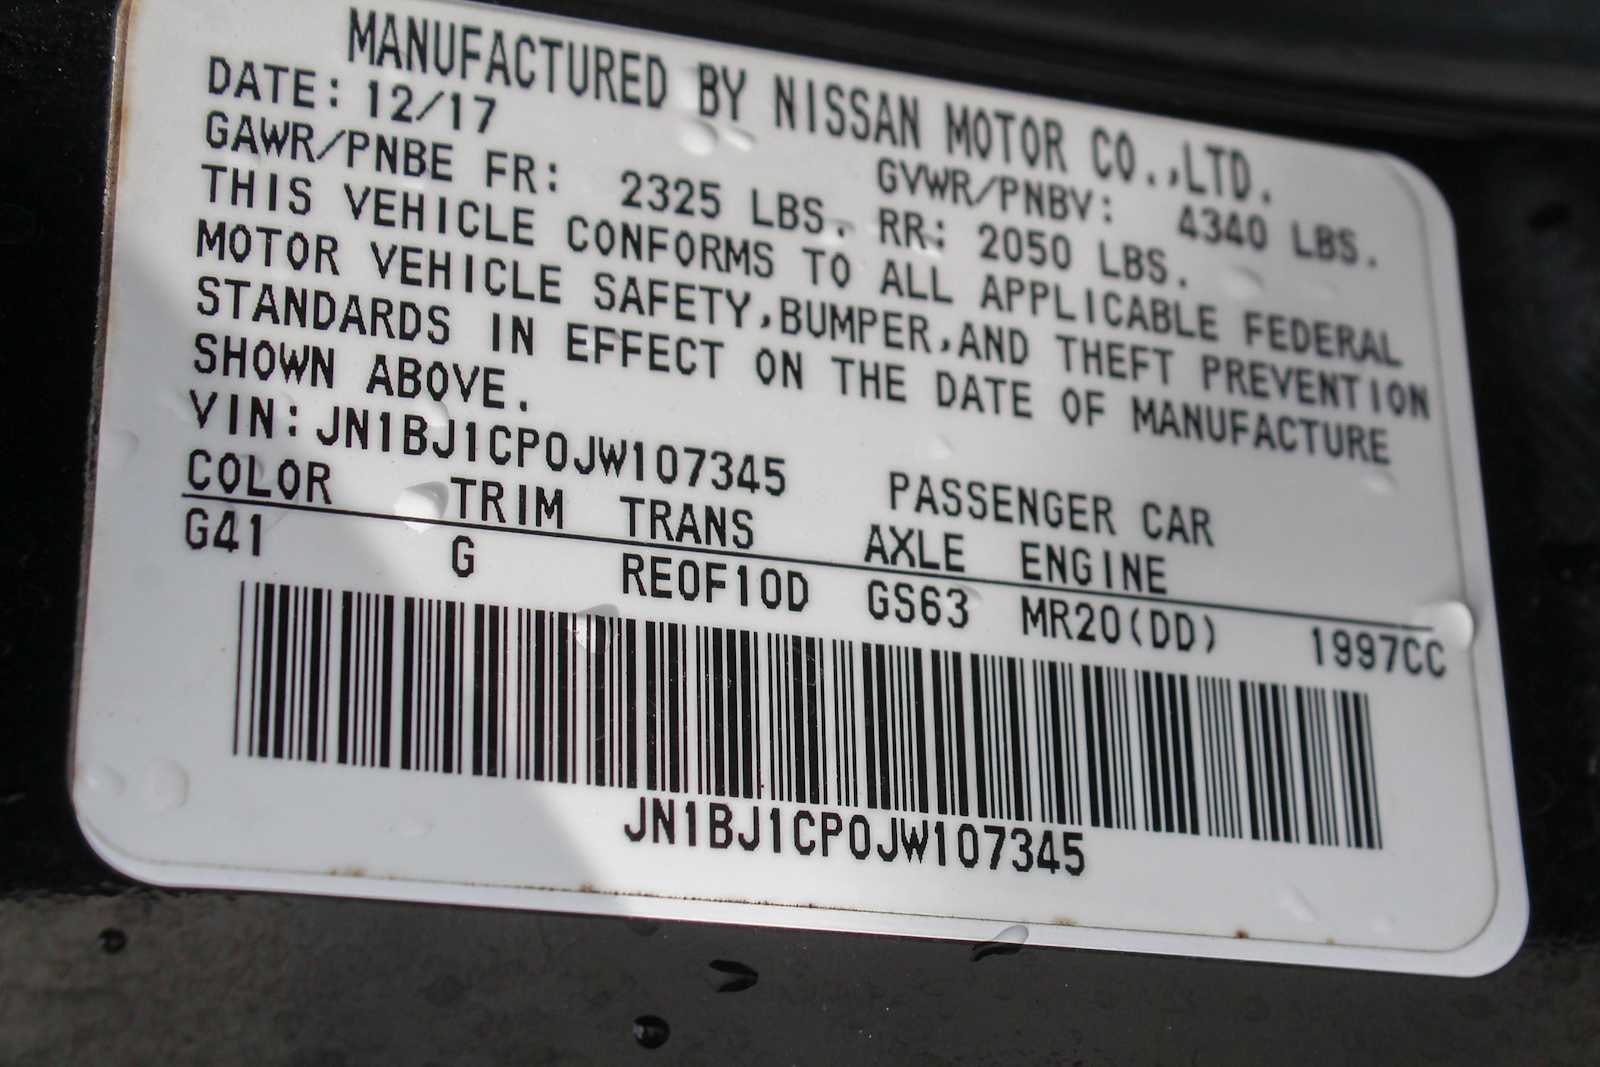 MANUFACTURED BY NISSAN MOTOR CO.,LTD.
DATE: 12/17 GVWR/PNBV: 4340 LBS.
GAWR/PNBE FR: 2325 LBS. RR: 2050 LBS.
THIS VEHICLE CONFORMS TO ALL APPLICABLE FEDERAL
MOTOR VEHICLE SAFETY,BUMPER,AND THEFT PREVENTION
STANDARDS IN EFFECT ON THE DATE OF MANUFACTURE
SHOWN ABOVE.
VIN:JN1BJ1CP0JW107345 PASSENGER CAR
COLOR TRIM TRANS AXLE ENGINE
G41 G RE0F10D GS63 MR20(DD) 1997CC
JN1BJ1CP0JW107345